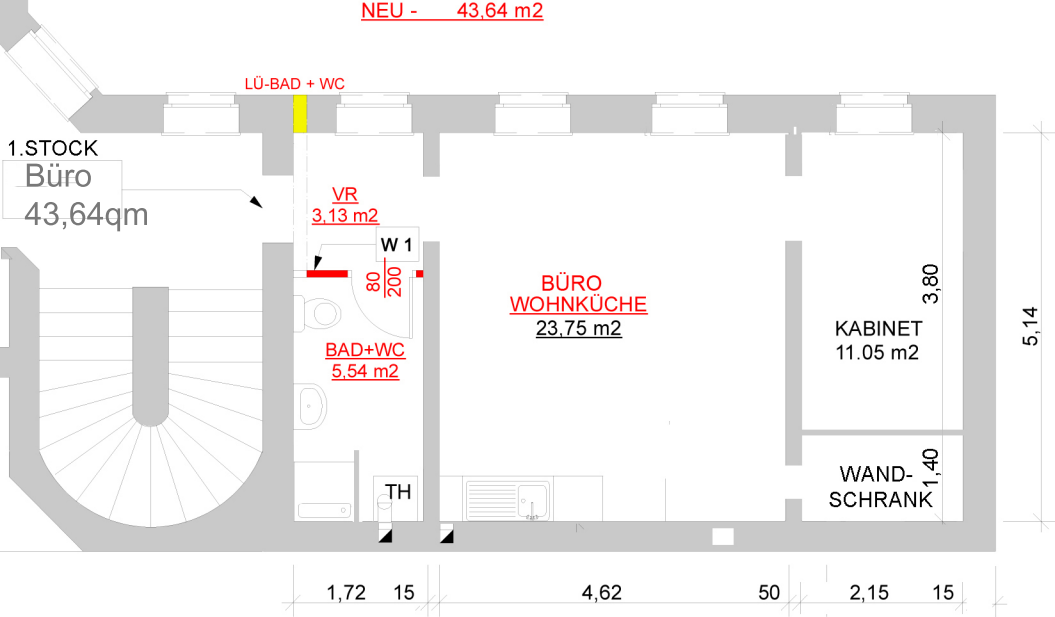 NEU - 43,64 m2
LÜ-BAD + WC
1.STOCK
Büro
43,64qm
VR
3,13 m2
W 1
80
200
BÜRO
WOHNKÜCHE
23,75 m2
BAD+WC
5,54 m2
KABINET
11.05 m2
3,80
5,14
WAND-
SCHRANK
1,40
TH
1,72 15 4,62 50 2,15 15